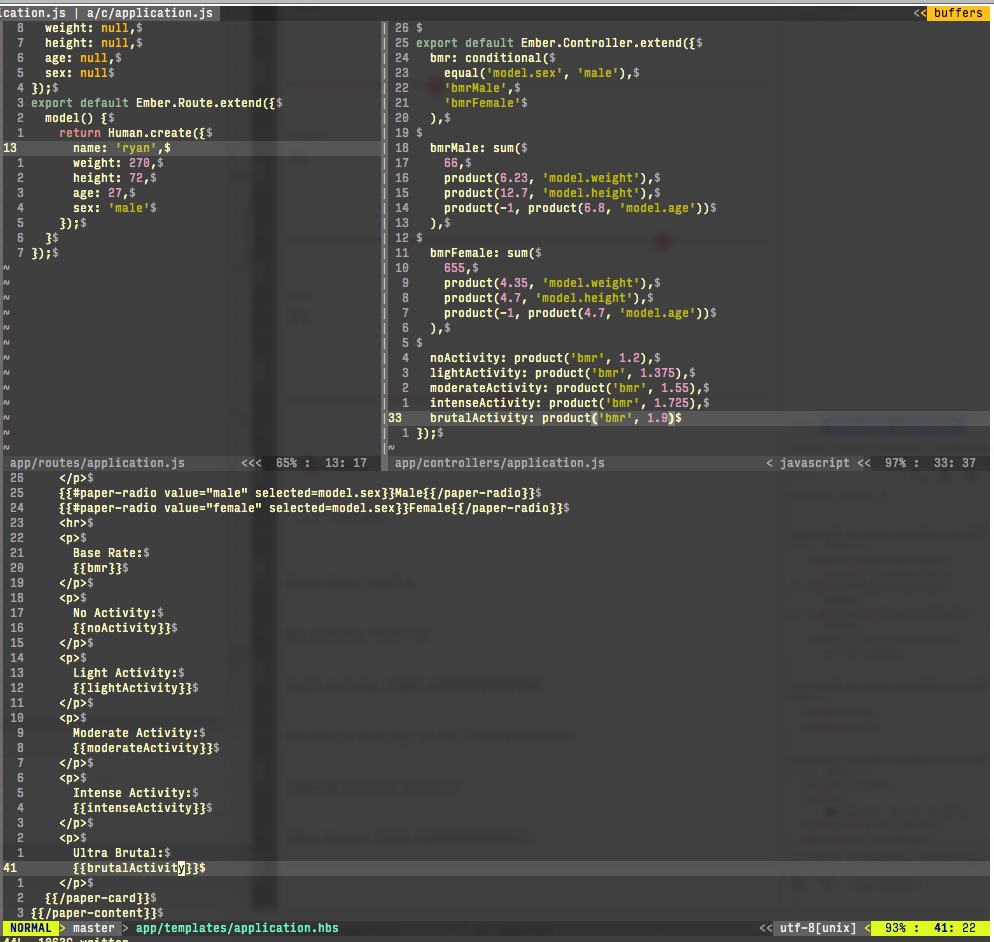 cation.js | a/c/application.js << buffers
8 weight: null,$
7 height: null,$
6 age: null,$
5 sex: null$
4 });$
3 export default Ember.Route.extend({$
2 model() {$
1 return Human.create({$
13 name: 'ryan',$
1 weight: 270,$
2 height: 72,$
3 age: 27,$
4 sex: 'male'$
5 });$
6 }$
7 });$
~
~
~
~
~
~
~
~
~
~
~
~
~
app/routes/application.js <<< 65% : 13: 17
26 $
25 export default Ember.Controller.extend({$
24 bmr: conditional($
23 equal('model.sex', 'male'),$
22 'bmrMale',$
21 'bmrFemale'$
20 ),$
19 $
18 bmrMale: sum($
17 66,$
16 product(6.23, 'model.weight'),$
15 product(12.7, 'model.height'),$
14 product(-1, product(6.8, 'model.age'))$
13 ),$
12 $
11 bmrFemale: sum($
10 655,$
9 product(4.35, 'model.weight'),$
8 product(4.7, 'model.height'),$
7 product(-1, product(4.7, 'model.age'))$
6 ),$
5 $
4 noActivity: product('bmr', 1.2),$
3 lightActivity: product('bmr', 1.375),$
2 moderateActivity: product('bmr', 1.55),$
1 intenseActivity: product('bmr', 1.725),$
33 brutalActivity: product('bmr', 1.9)$
1 });$
~
app/controllers/application.js < javascript << 97% : 33: 37
26 </p>$
25 {{#paper-radio value="male" selected=model.sex}}Male{{/paper-radio}}$
24 {{#paper-radio value="female" selected=model.sex}}Female{{/paper-radio}}$
23 <hr>$
22 <p>$
21 Base Rate:$
20 {{bmr}}$
19 </p>$
18 <p>$
17 No Activity:$
16 {{noActivity}}$
15 </p>$
14 <p>$
13 Light Activity:$
12 {{lightActivity}}$
11 </p>$
10 <p>$
9 Moderate Activity:$
8 {{moderateActivity}}$
7 </p>$
6 <p>$
5 Intense Activity:$
4 {{intenseActivity}}$
3 </p>$
2 <p>$
1 Ultra Brutal:$
41 {{brutalActivity}}$
1 </p>$
2 {{/paper-card}}$
3 {{/paper-content}}$
NORMAL > master > app/templates/application.hbs << utf-8[unix] < 93% : 41: 22